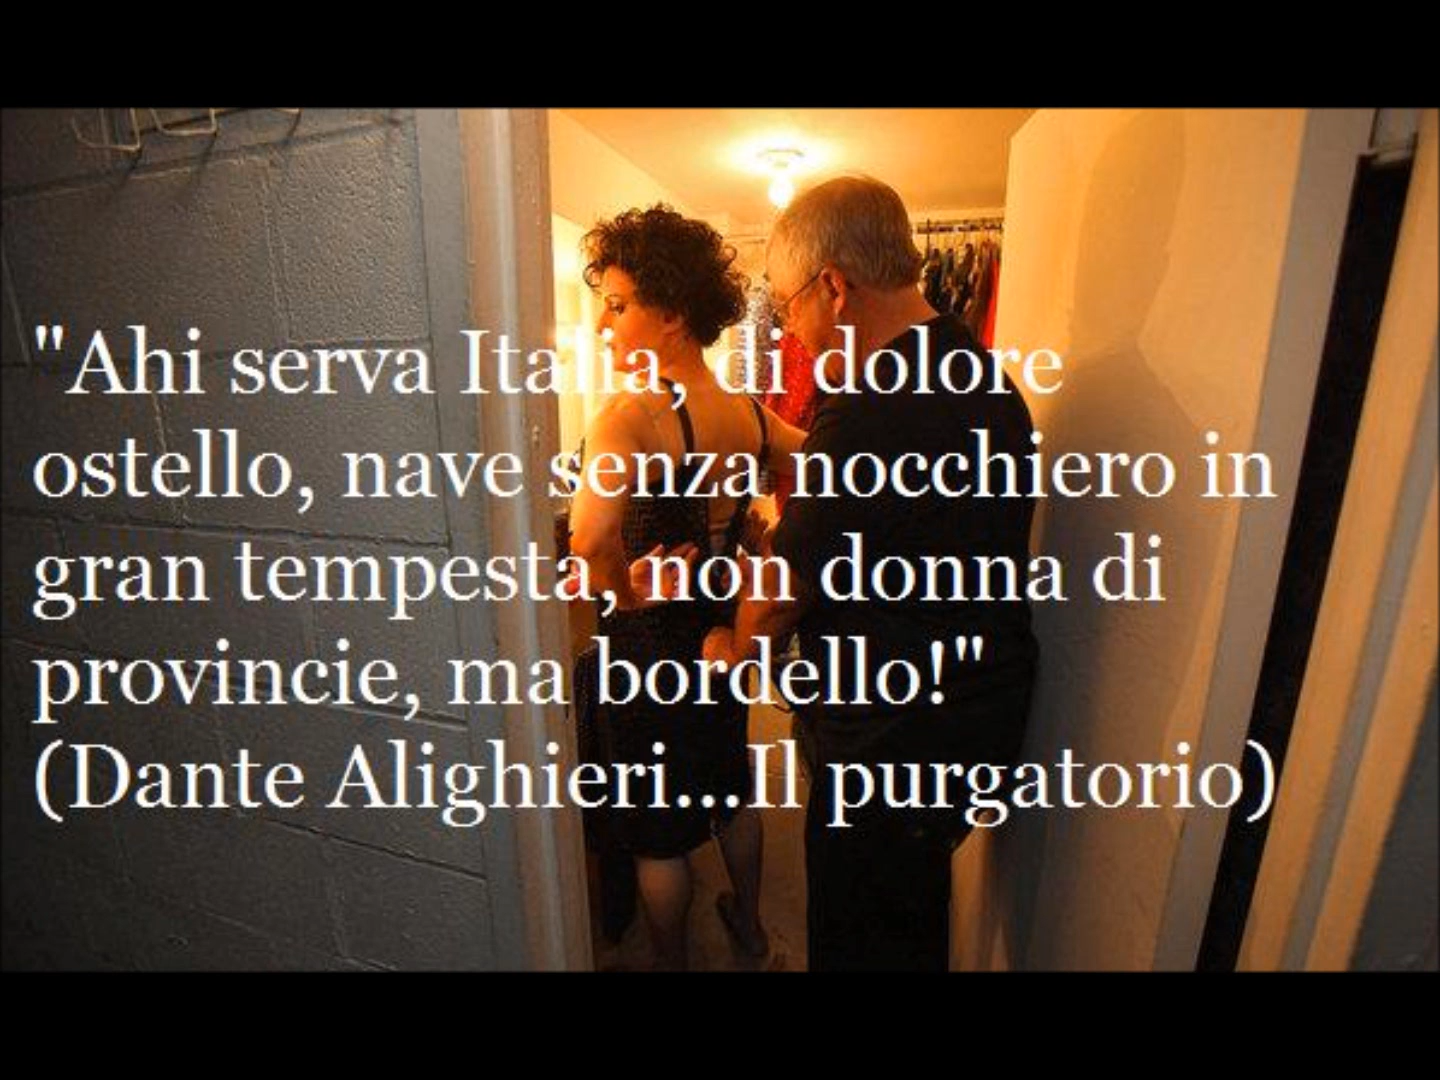 "Ahi serva Italia, di dolore
ostello, nave senza nocchiero in
gran tempesta, non donna di
provincie, ma bordello!"
(Dante Alighieri...Il purgatorio)